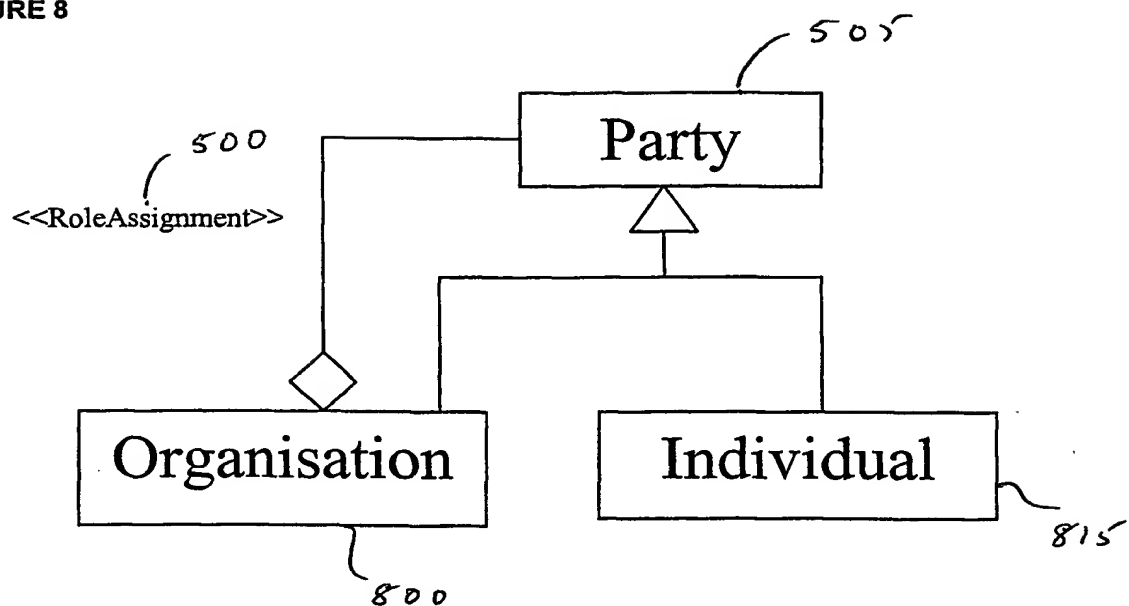 URE 8
505
Party
500
<<RoleAssignment>>
Organisation
Individual
815
800